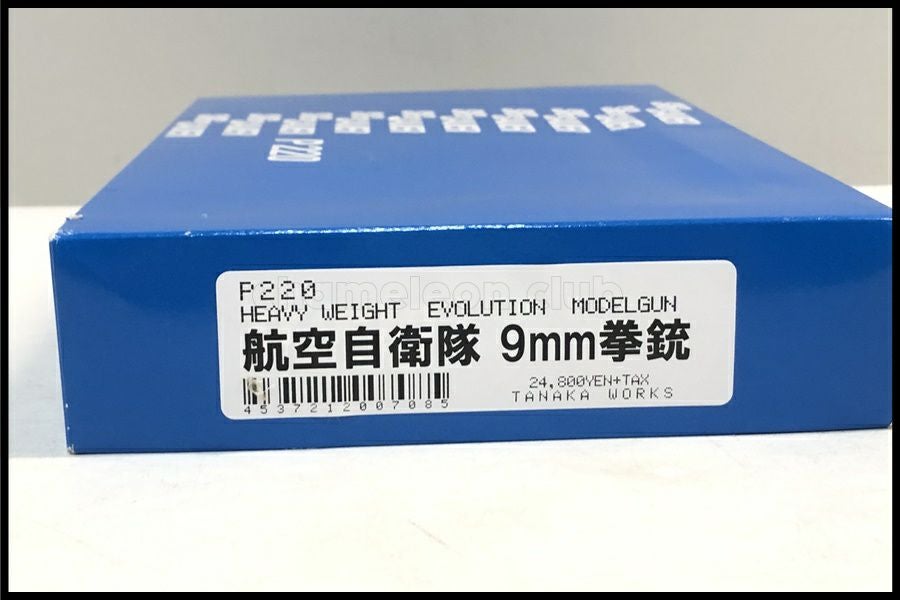 P220
P220
HEAVY WEIGHT EVOLUTION MODELGUN
航空自衛隊 9mm拳銃
4537212007085
24,800YEN+TAX
TANAKA WORKS